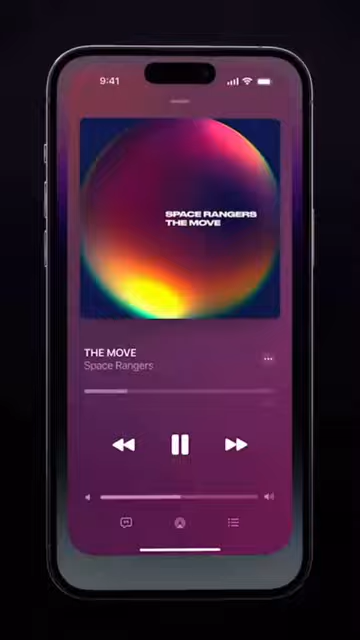 9:41
SPACE RANGERS
THE MOVE
THE MOVE
Space Rangers